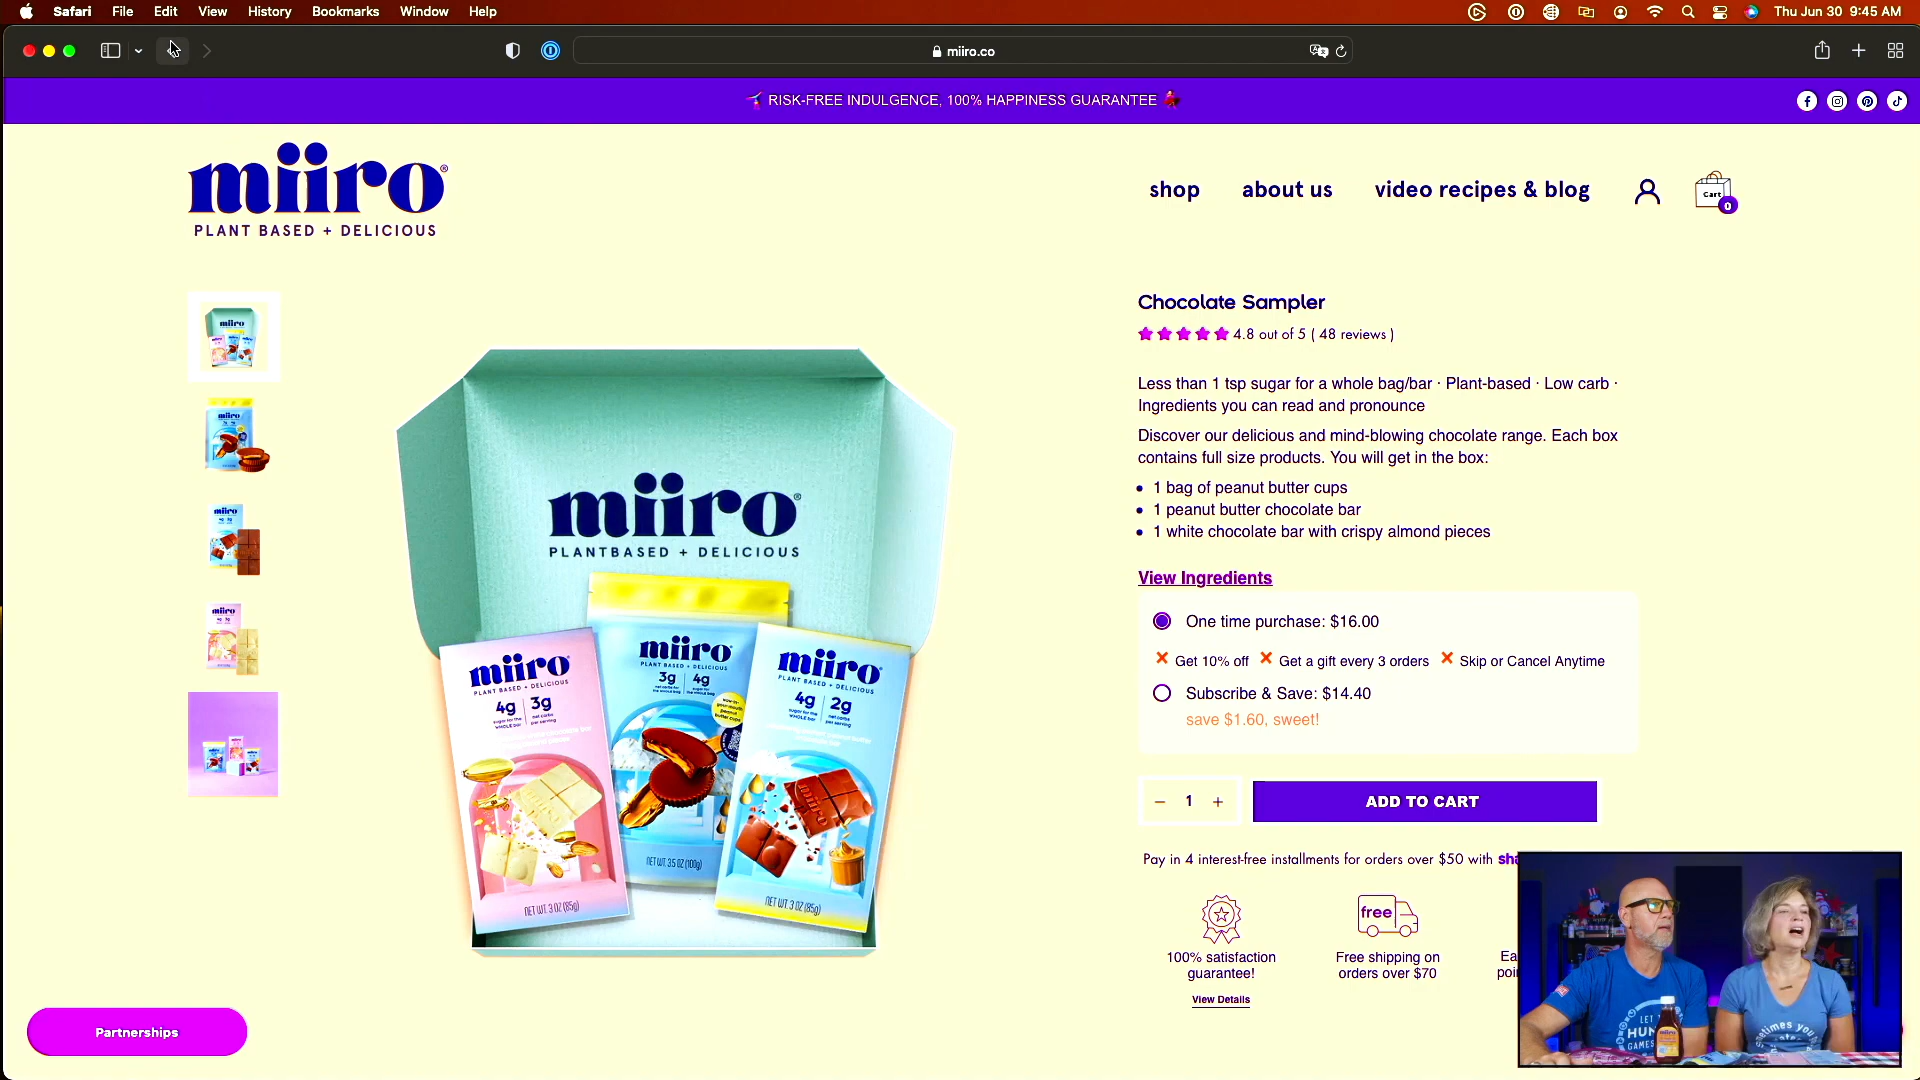 Safari File Edit View History Bookmarks Window Help Thu Jun 30 9:45 AM
miiro.co
RISK-FREE INDULGENCE, 100% HAPPINESS GUARANTEE
miiro®
PLANT BASED + DELICIOUS
shop about us video recipes & blog Cart 0
Chocolate Sampler
4.8 out of 5 ( 48 reviews )
Less than 1 tsp sugar for a whole bag/bar · Plant-based · Low carb ·
Ingredients you can read and pronounce
Discover our delicious and mind-blowing chocolate range. Each box
contains full size products. You will get in the box:
• 1 bag of peanut butter cups
• 1 peanut butter chocolate bar
• 1 white chocolate bar with crispy almond pieces
View Ingredients
One time purchase: $16.00
Get 10% off Get a gift every 3 orders Skip or Cancel Anytime
Subscribe & Save: $14.40
save $1.60, sweet!
− 1 + ADD TO CART
Pay in 4 interest-free installments for orders over $50 with
free
100% satisfaction
guarantee!
View Details
Free shipping on
orders over $70
miiro®
PLANTBASED + DELICIOUS
miiro
PLANT BASED + DELICIOUS
4g 3g
NET WT. 3 OZ (85g)
miiro
PLANT BASED + DELICIOUS
3g 4g
NET WT. 3.5 OZ (100g)
miiro
PLANT BASED + DELICIOUS
4g 2g
NET WT. 3 OZ (85g)
Partnerships